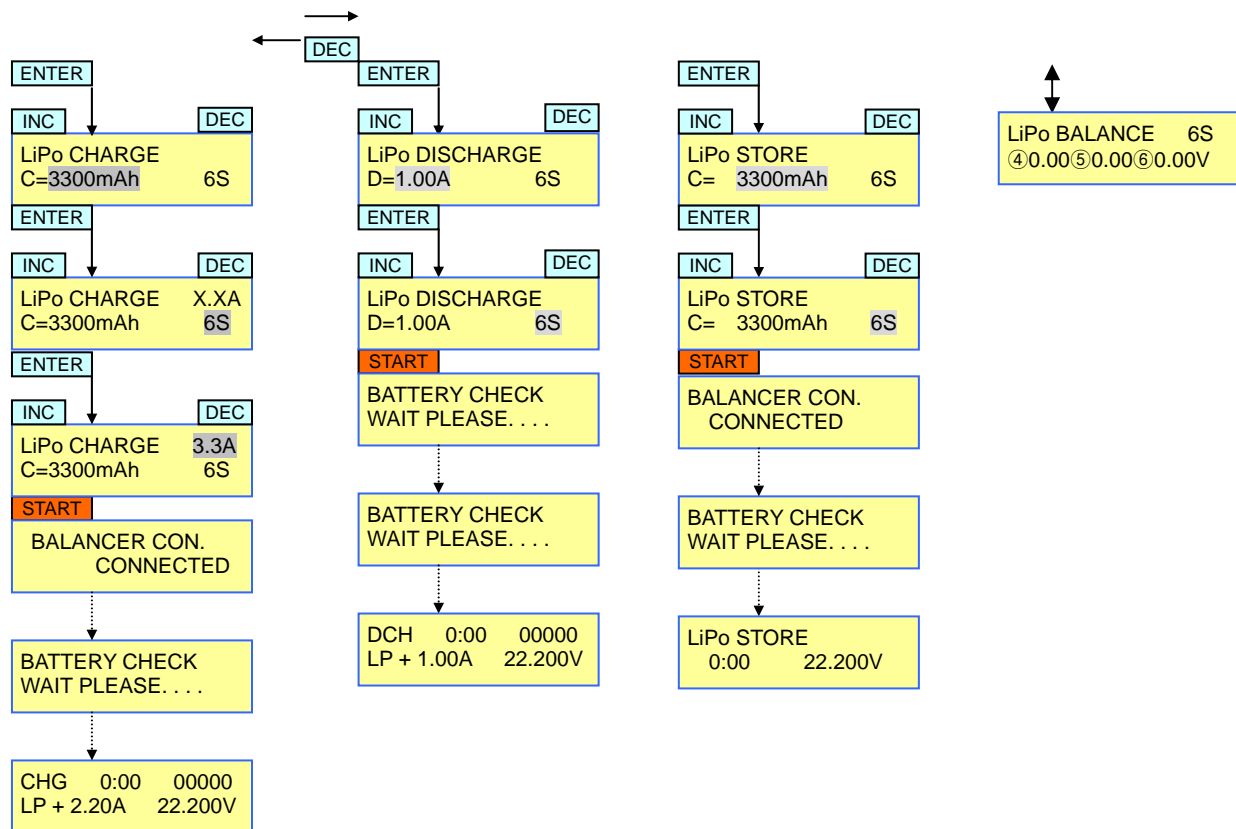 DEC
ENTER
INC
DEC
LiPo CHARGE
C=3300mAh 6S
ENTER
INC
DEC
LiPo CHARGE X.XA
C=3300mAh 6S
ENTER
INC
DEC
LiPo CHARGE 3.3A
C=3300mAh 6S
START
BALANCER CON.
CONNECTED
BATTERY CHECK
WAIT PLEASE. . . .
CHG 0:00 00000
LP + 2.20A 22.200V
ENTER
INC
DEC
LiPo DISCHARGE
D=1.00A 6S
ENTER
INC
DEC
LiPo DISCHARGE
D=1.00A 6S
START
BATTERY CHECK
WAIT PLEASE. . . .
BATTERY CHECK
WAIT PLEASE. . . .
DCH 0:00 00000
LP + 1.00A 22.200V
ENTER
INC
DEC
LiPo STORE
C= 3300mAh 6S
ENTER
INC
DEC
LiPo STORE
C= 3300mAh 6S
START
BALANCER CON.
CONNECTED
BATTERY CHECK
WAIT PLEASE. . . .
LiPo STORE
0:00 22.200V
LiPo BALANCE 6S
④0.00⑤0.00⑥0.00V